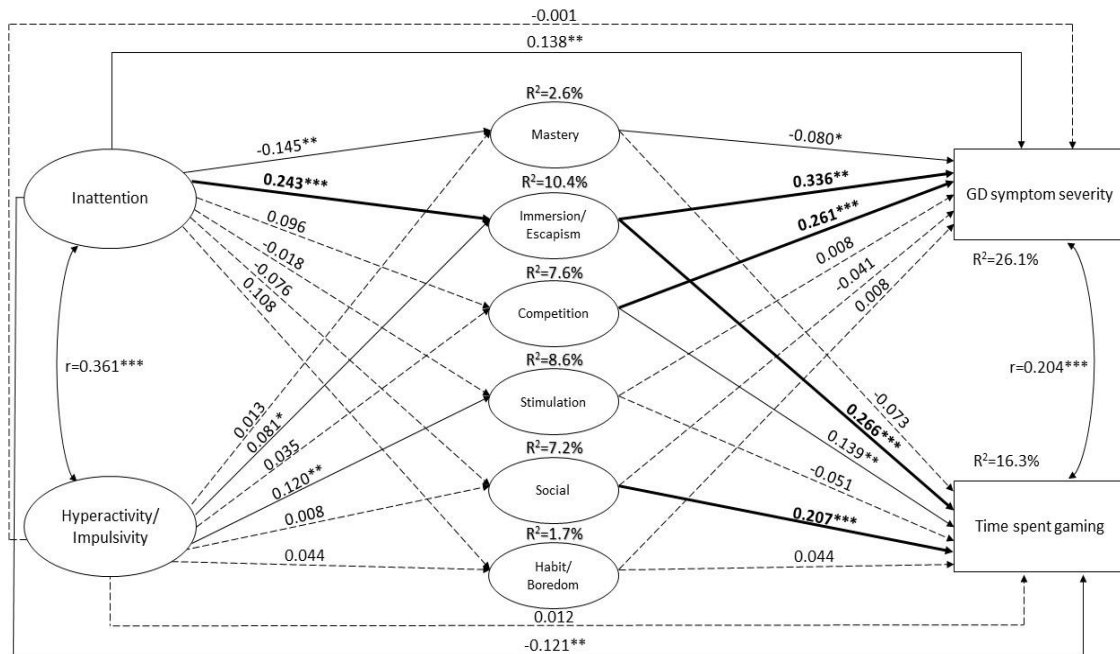 -0.001
0.138**
R²=2.6%
Mastery
-0.145**
-0.080*
Inattention
0.243***
R²=10.4%
Immersion/
Escapism
0.336**
0.261***
GD symptom severity
0.096
-0.018
-0.076
0.108
R²=7.6%
Competition
0.008
-0.041
0.008
R²=26.1%
r=0.361***
R²=8.6%
Stimulation
r=0.204***
0.013
0.081*
0.035
0.120**
-0.073
0.266***
0.139**
-0.051
R²=7.2%
Social
R²=16.3%
Hyperactivity/
Impulsivity
0.008
0.207***
Time spent gaming
R²=1.7%
Habit/
Boredom
0.044
0.044
0.012
-0.121**